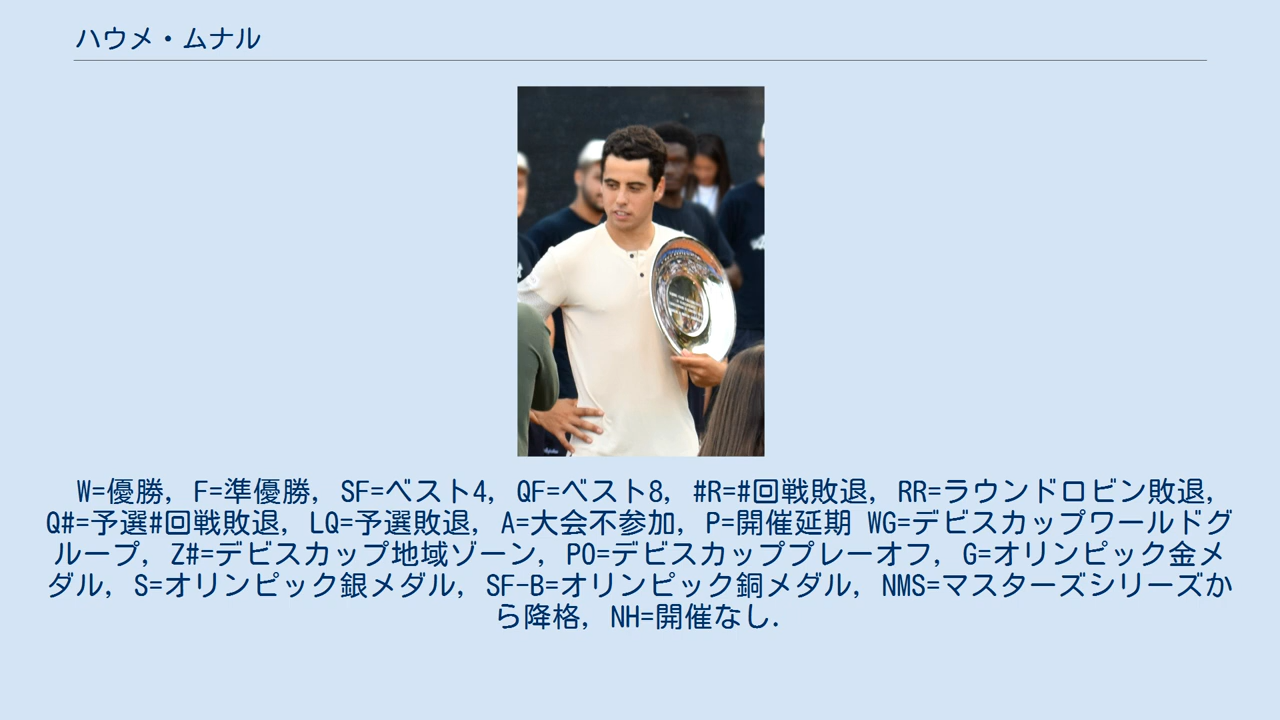 ハウメ・ムナル
W=優勝, F=準優勝, SF=ベスト4, QF=ベスト8, #R=#回戦敗退, RR=ラウンドロビン敗退,
Q#=予選#回戦敗退, LQ=予選敗退, A=大会不参加, P=開催延期 WG=デビスカップワールドグ
ループ, Z#=デビスカップ地域ゾーン, PO=デビスカッププレーオフ, G=オリンピック金メ
ダル, S=オリンピック銀メダル, SF-B=オリンピック銅メダル, NMS=マスターズシリーズか
ら降格, NH=開催なし.